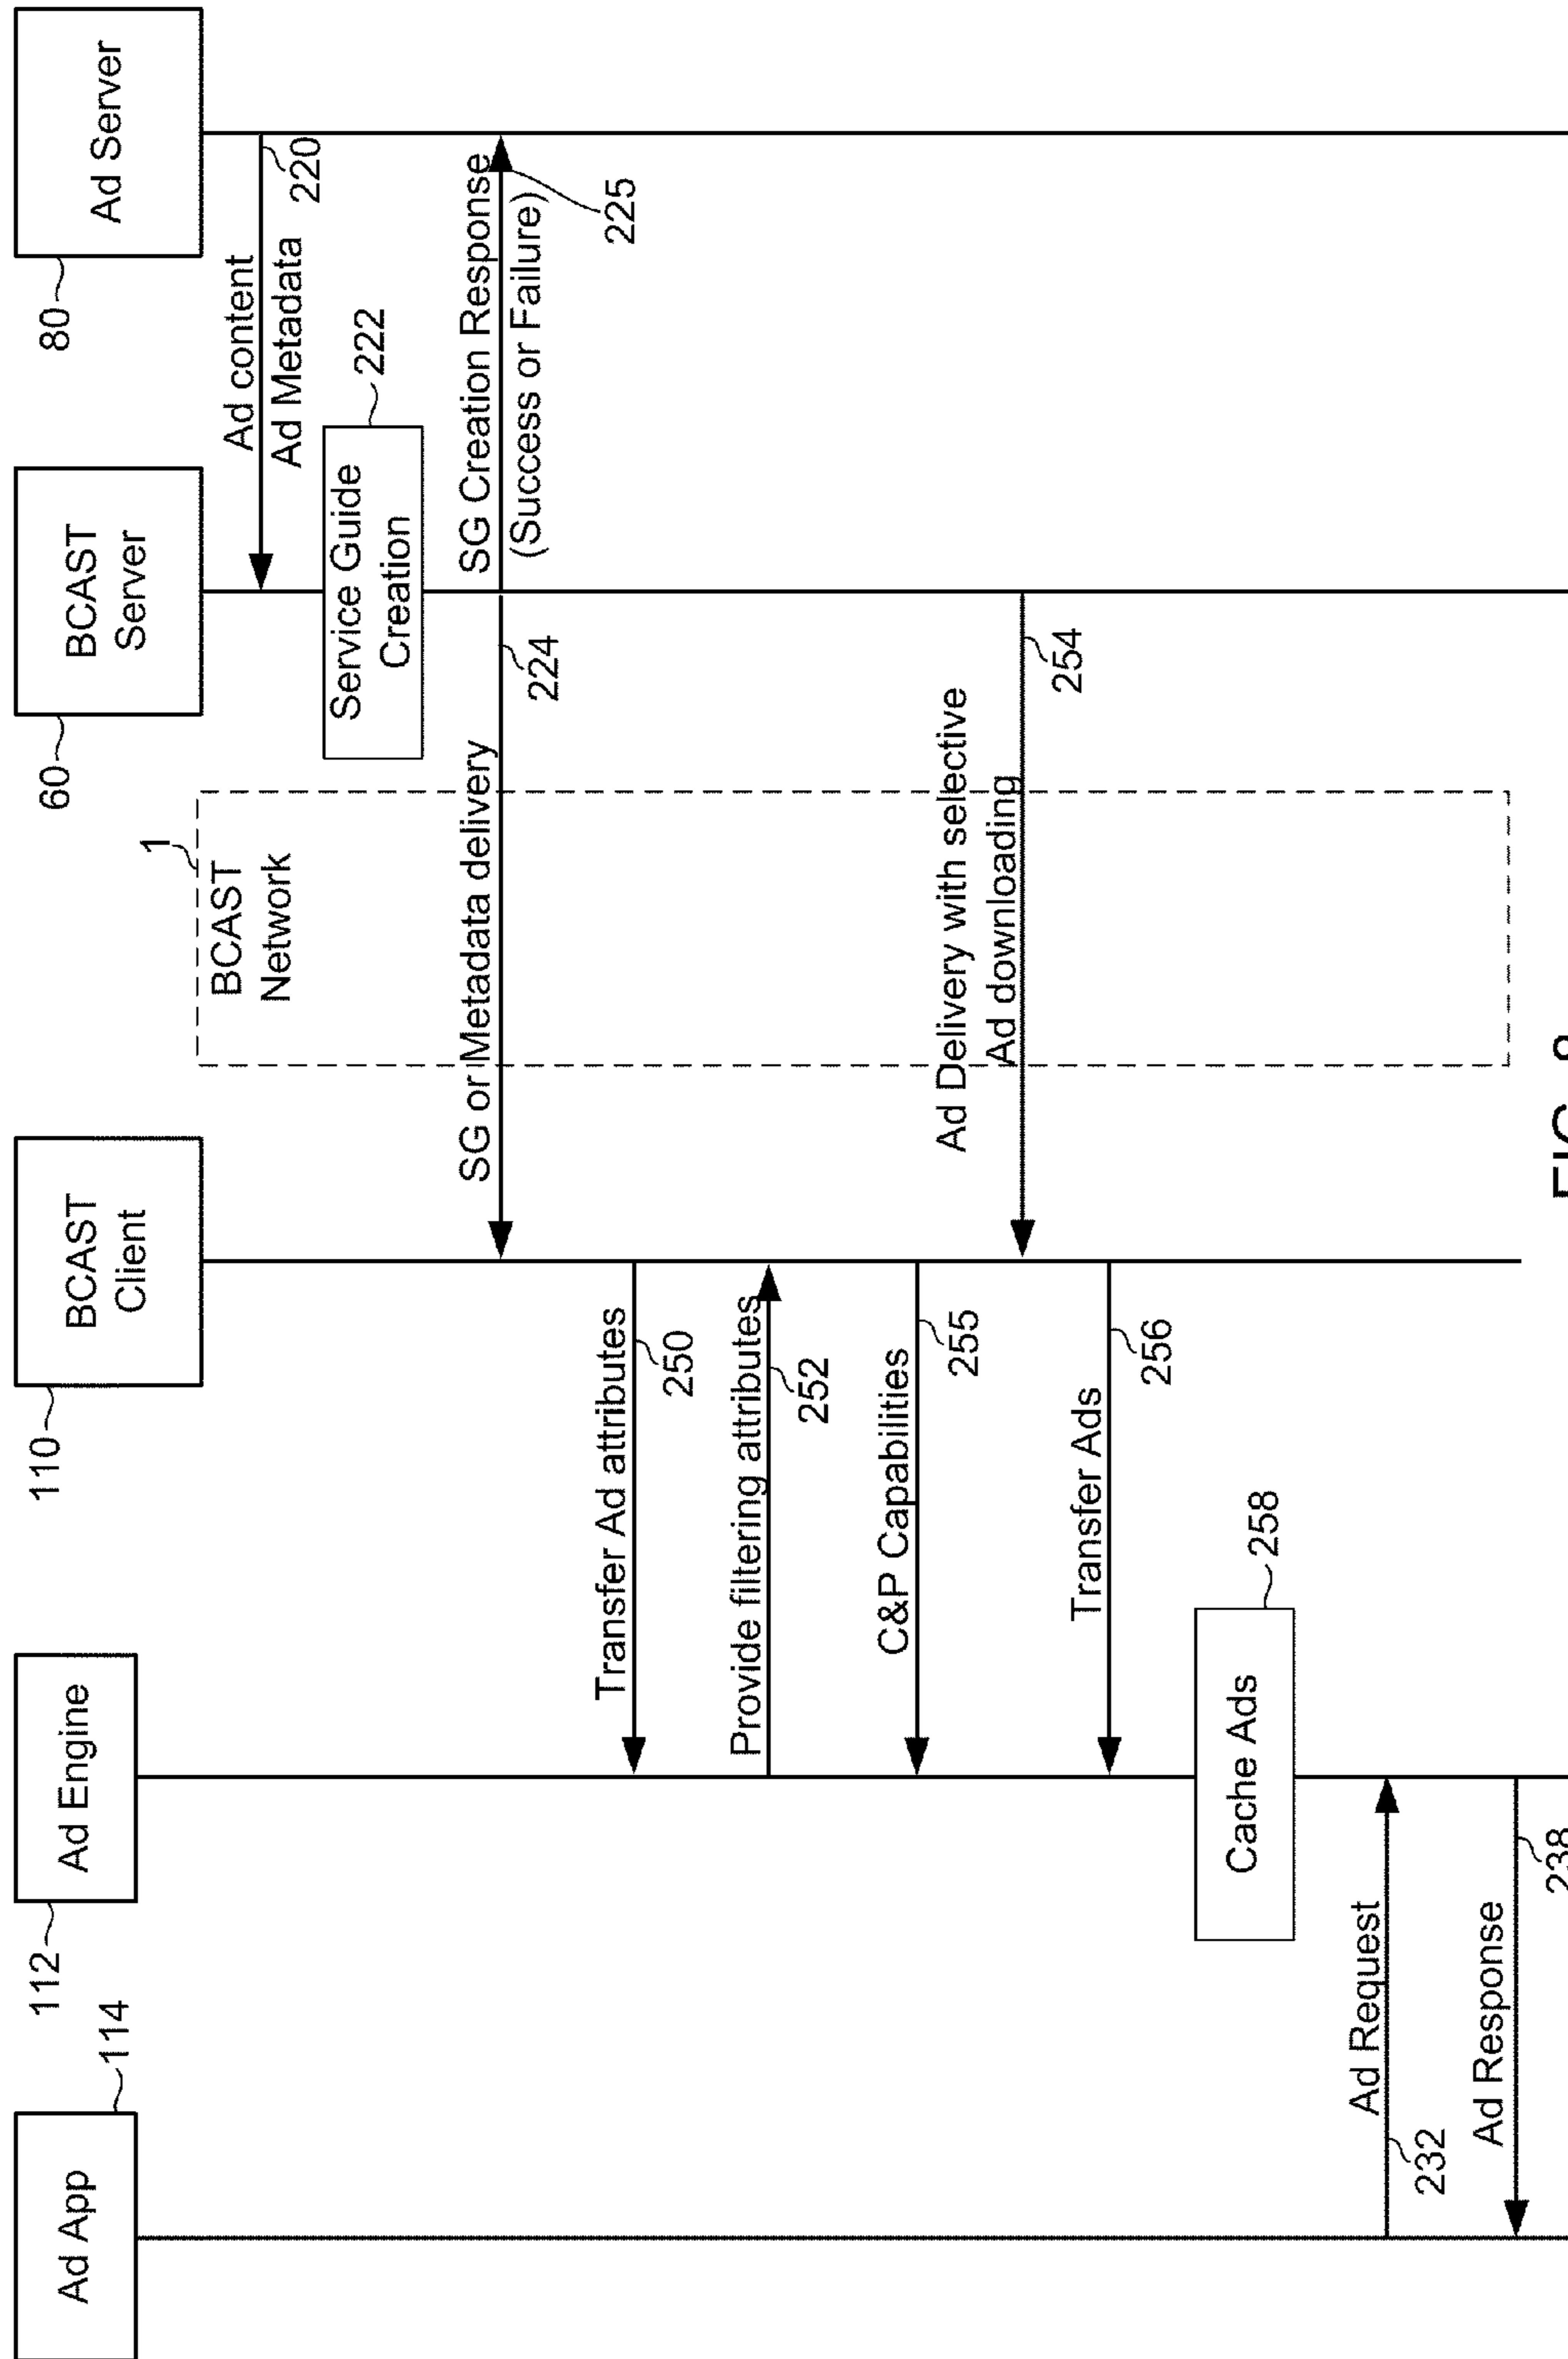 Ad App
114
Ad Engine
112
BCAST
Client
110
BCAST
Server
60
Ad Server
80
1
BCAST
Network
Ad content
Ad Metadata
220
Service Guide
Creation
222
SG or Metadata delivery
224
SG Creation Response
(Success or Failure)
225
Transfer Ad attributes
250
Provide filtering attributes
252
C&P Capabilities
255
Ad Delivery with selective
Ad downloading
254
Transfer Ads
256
Cache Ads
258
Ad Request
232
Ad Response
238
FIG.